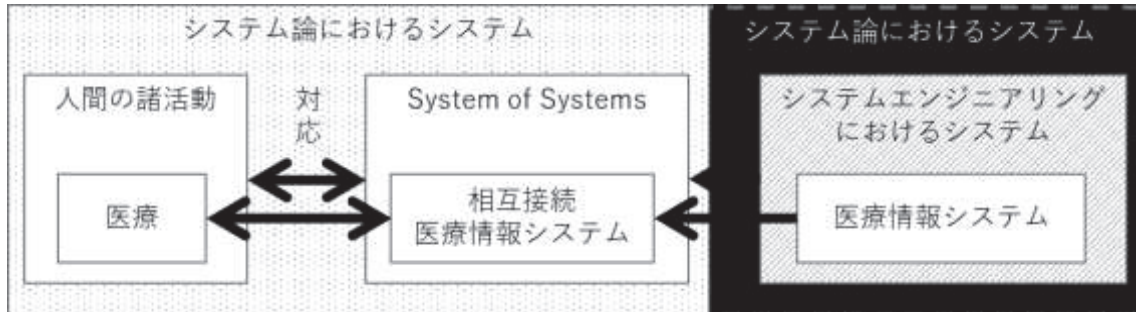 システム論におけるシステム
人間の諸活動
対
応
医療
System of Systems
相互接続
医療情報システム
システム論におけるシステム
システムエンジニアリング
におけるシステム
医療情報システム